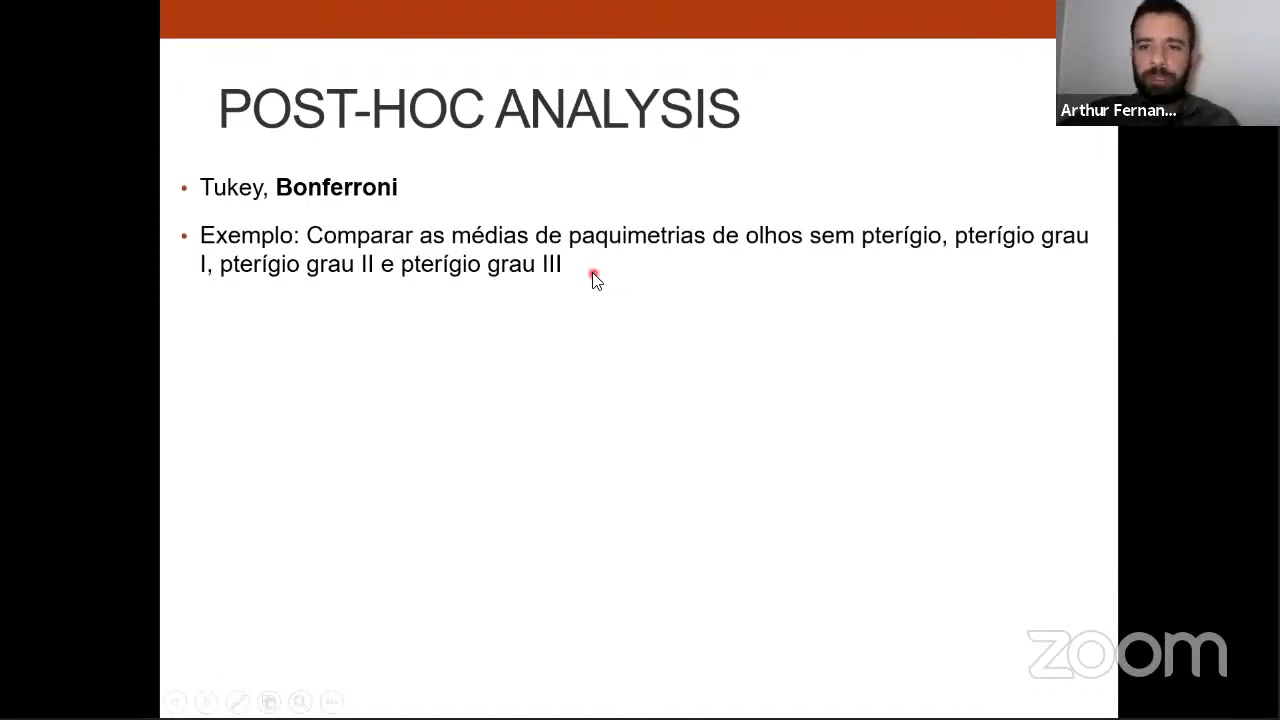 POST-HOC ANALYSIS
Arthur Fernan...
• Tukey, Bonferroni
• Exemplo: Comparar as médias de paquimetrias de olhos sem pterígio, pterígio grau
I, pterígio grau II e pterígio grau III
zoom